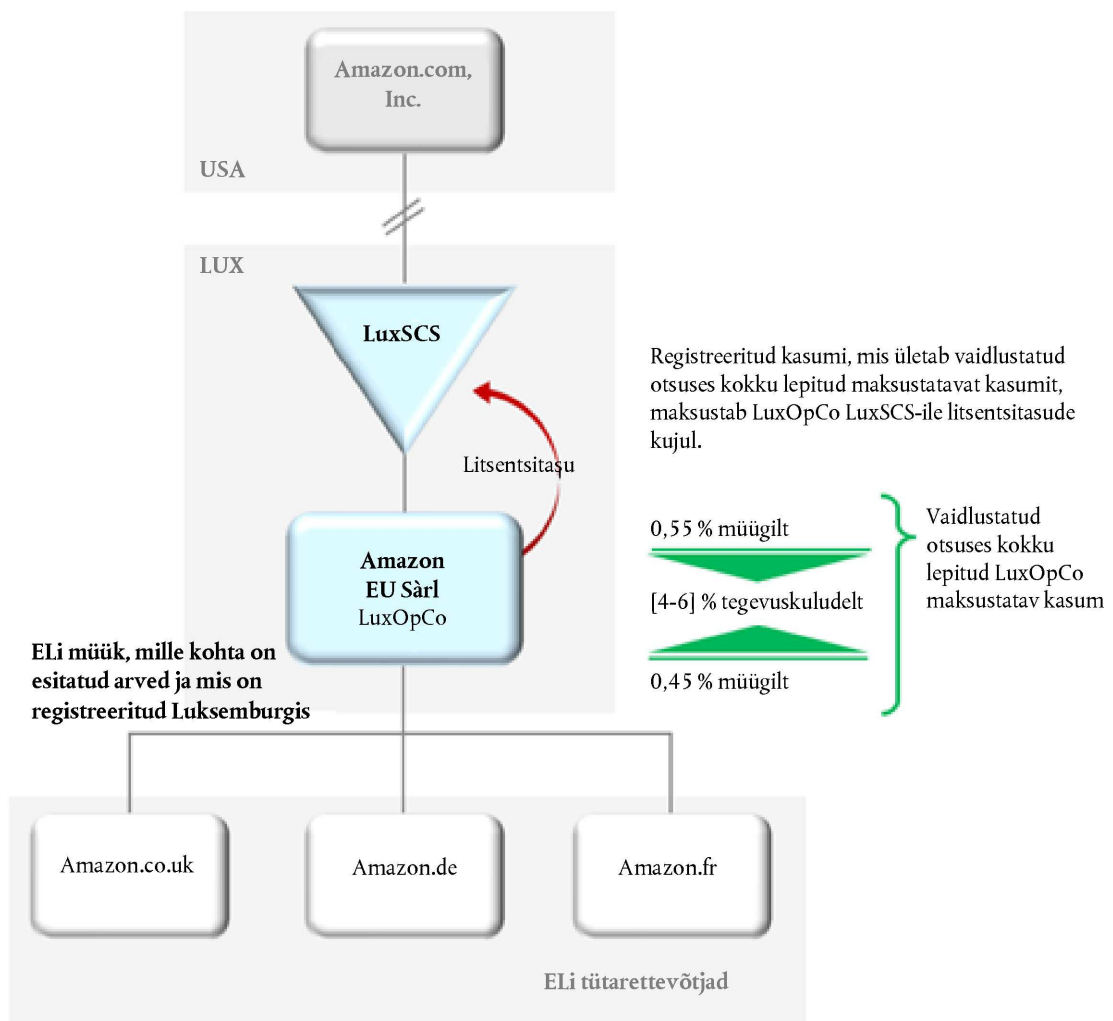 Amazon.com,
Inc.
USA
LUX
LuxSCS
Registreeritud kasumi, mis ületab vaidlustatud
otsuses kokku lepitud maksustatavat kasumit,
maksustab LuxOpCo LuxSCS-ile litsentsitasude
kujul.
Litsentsitasu
0,55 % müügilt
[4-6] % tegevuskuludelt
0,45 % müügilt
Vaidlustatud
otsuses kokku
lepitud LuxOpCo
maksustatav kasum
Amazon
EU Sàrl
LuxOpCo
ELi müük, mille kohta on
esitatud arved ja mis on
registreeritud Luksemburgis
Amazon.co.uk
Amazon.de
Amazon.fr
ELi tütarettevõtjad